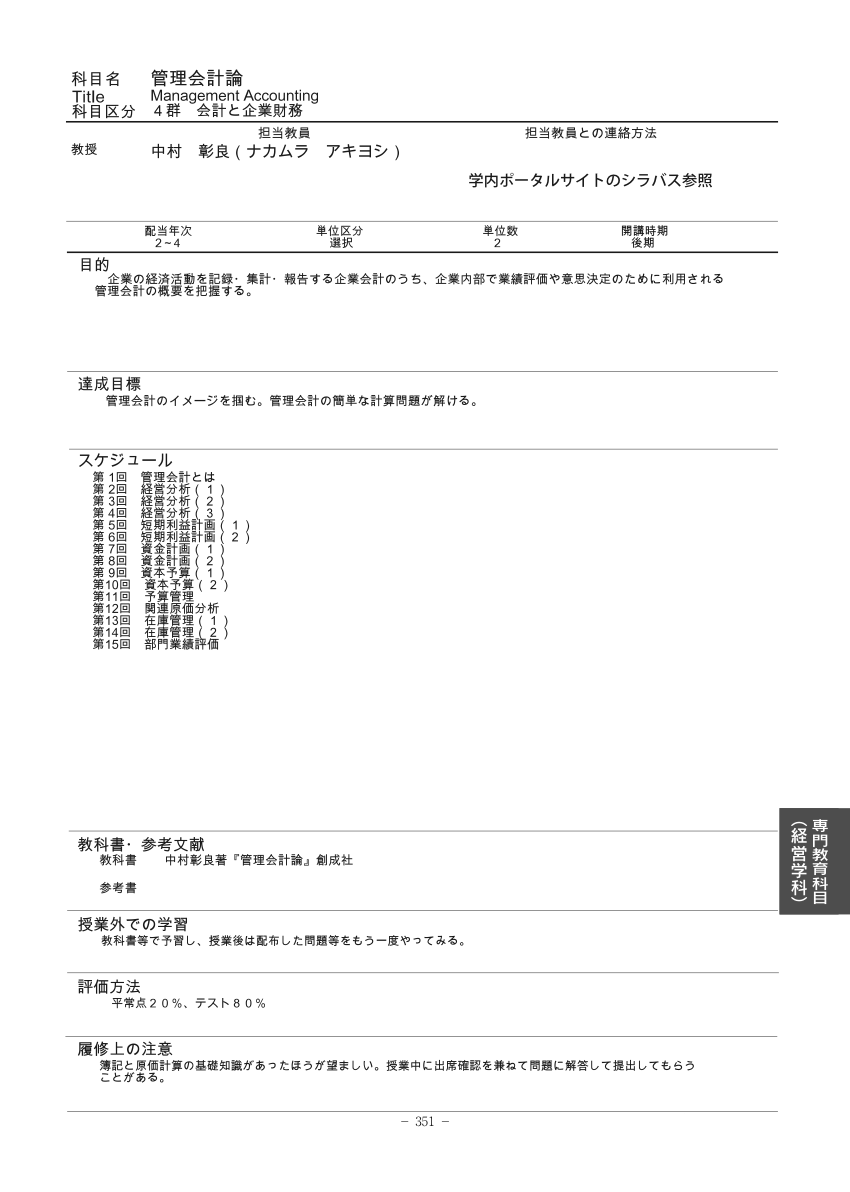 科目名　管理会計論
Title　Management Accounting
科目区分　４群　会計と企業財務
担当教員　担当教員との連絡方法
教授　中村　彰良（ナカムラ　アキヨシ）
学内ポータルサイトのシラバス参照
配当年次　単位区分　単位数　開講時期
２～４　選択　２　後期
目的
企業の経済活動を記録・集計・報告する企業会計のうち、企業内部で業績評価や意思決定のために利用される
管理会計の概要を把握する。
達成目標
管理会計のイメージを掴む。管理会計の簡単な計算問題が解ける。
スケジュール
第 1回　管理会計とは
第 2回　経営分析（１）
第 3回　経営分析（２）
第 4回　経営分析（３）
第 5回　短期利益計画（１）
第 6回　短期利益計画（２）
第 7回　資金計画（１）
第 8回　資金計画（２）
第 9回　資本予算（１）
第10回　資本予算（２）
第11回　予算管理
第12回　関連原価分析
第13回　在庫管理（１）
第14回　在庫管理（２）
第15回　部門業績評価
教科書・参考文献
教科書　中村彰良著『管理会計論』創成社
参考書
授業外での学習
教科書等で予習し、授業後は配布した問題等をもう一度やってみる。
評価方法
平常点２０％、テスト８０％
履修上の注意
簿記と原価計算の基礎知識があったほうが望ましい。授業中に出席確認を兼ねて問題に解答して提出してもらう
ことがある。
専門教育科目
（経営学科）
－ 351 －